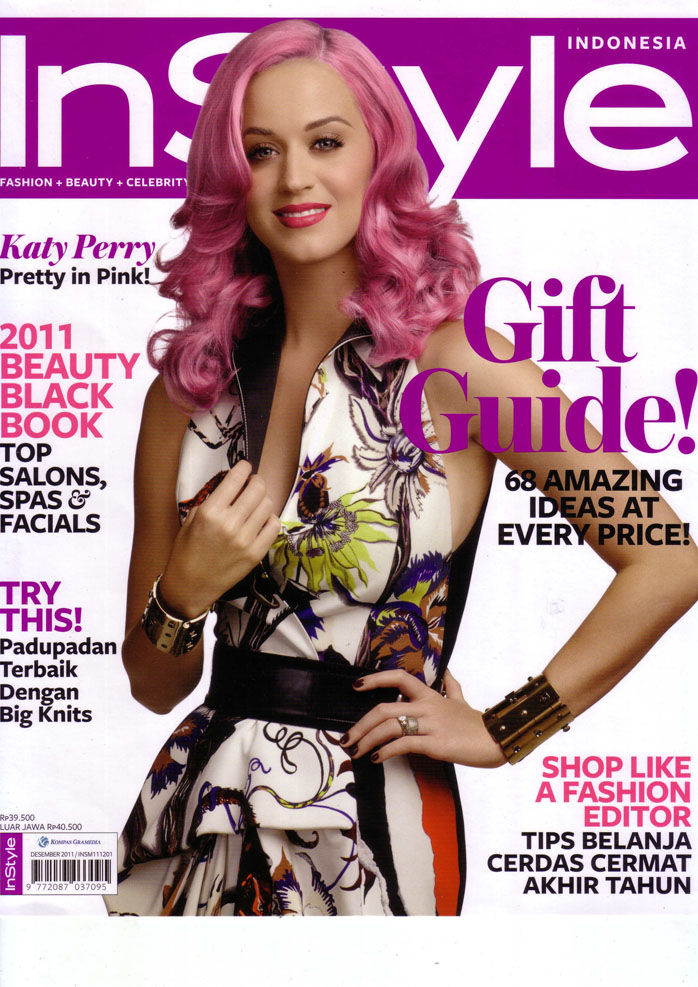 InStyle
INDONESIA
FASHION + BEAUTY + CELEBRITY
Katy Perry
Pretty in Pink!
2011
BEAUTY
BLACK
BOOK
TOP
SALONS,
SPAS &
FACIALS
TRY
THIS!
Padupadan
Terbaik
Dengan
Big Knits
Gift
Guide!
68 AMAZING
IDEAS AT
EVERY PRICE!
SHOP LIKE
A FASHION
EDITOR
TIPS BELANJA
CERDAS CERMAT
AKHIR TAHUN
RP39.500
LUAR JAWA RP40.500
InStyle
KOMPAS GRAMEDIA
DESEMBER 2011 / INSM111201
9 772087 037095